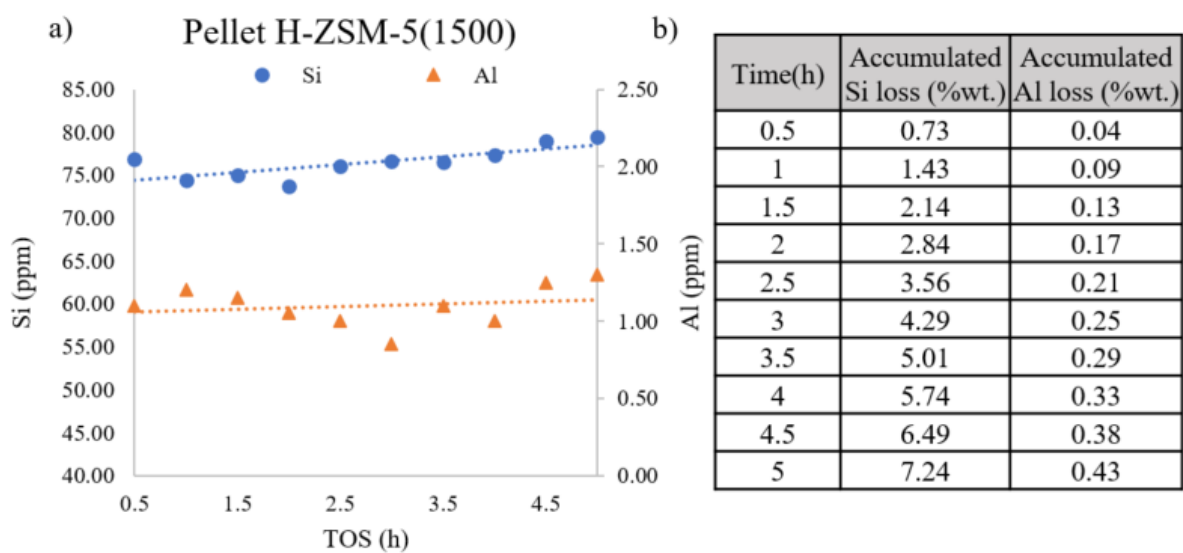 a)
Pellet H-ZSM-5(1500)
Si Al
85.00
80.00
75.00
70.00
65.00
60.00
55.00
50.00
45.00
40.00
Si (ppm)
2.50
2.00
1.50
1.00
0.50
0.00
Al (ppm)
0.5 1.5 2.5 3.5 4.5
TOS (h)
b)
Time(h) Accumulated Si loss (%wt.) Accumulated Al loss (%wt.)
0.5 0.73 0.04
1 1.43 0.09
1.5 2.14 0.13
2 2.84 0.17
2.5 3.56 0.21
3 4.29 0.25
3.5 5.01 0.29
4 5.74 0.33
4.5 6.49 0.38
5 7.24 0.43